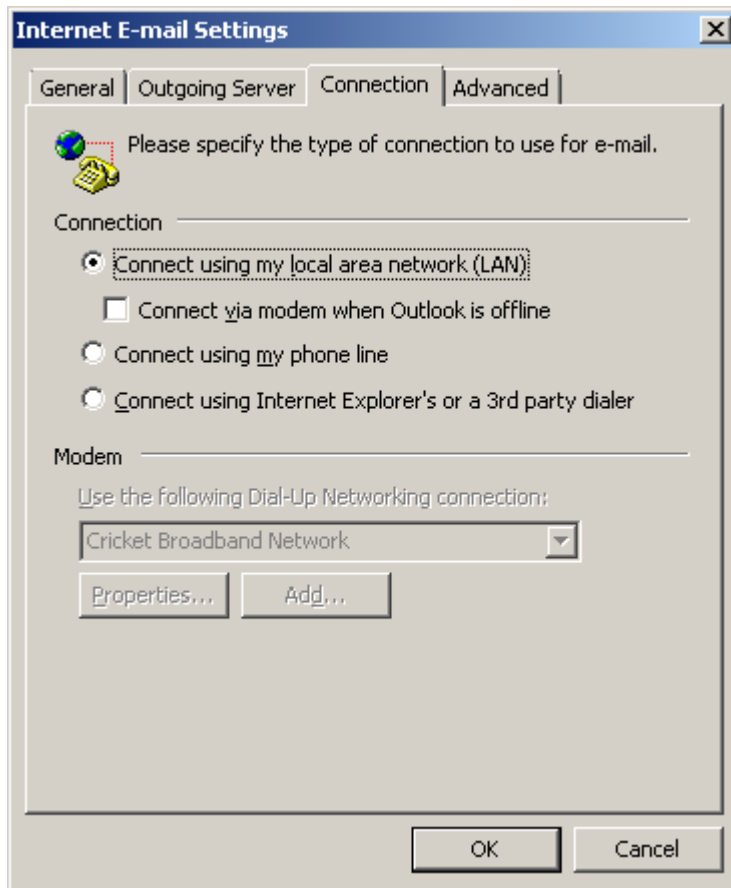 Internet E-mail Settings
General Outgoing Server Connection Advanced
Please specify the type of connection to use for e-mail.
Connection
Connect using my local area network (LAN)
Connect via modem when Outlook is offline
Connect using my phone line
Connect using Internet Explorer's or a 3rd party dialer
Modem
Use the following Dial-Up Networking connection:
Cricket Broadband Network
Properties... Add...
OK Cancel